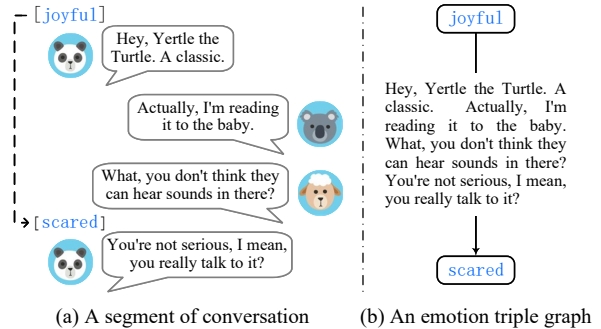 [joyful]
Hey, Yertle the
Turtle. A classic.
Actually, I'm reading
it to the baby.
What, you don't think they
can hear sounds in there?
[scared]
You're not serious, I mean,
you really talk to it?
(a) A segment of conversation
joyful
Hey, Yertle the Turtle. A
classic. Actually, I'm
reading it to the baby.
What, you don't think they
can hear sounds in there?
You're not serious, I mean,
you really talk to it?
scared
(b) An emotion triple graph